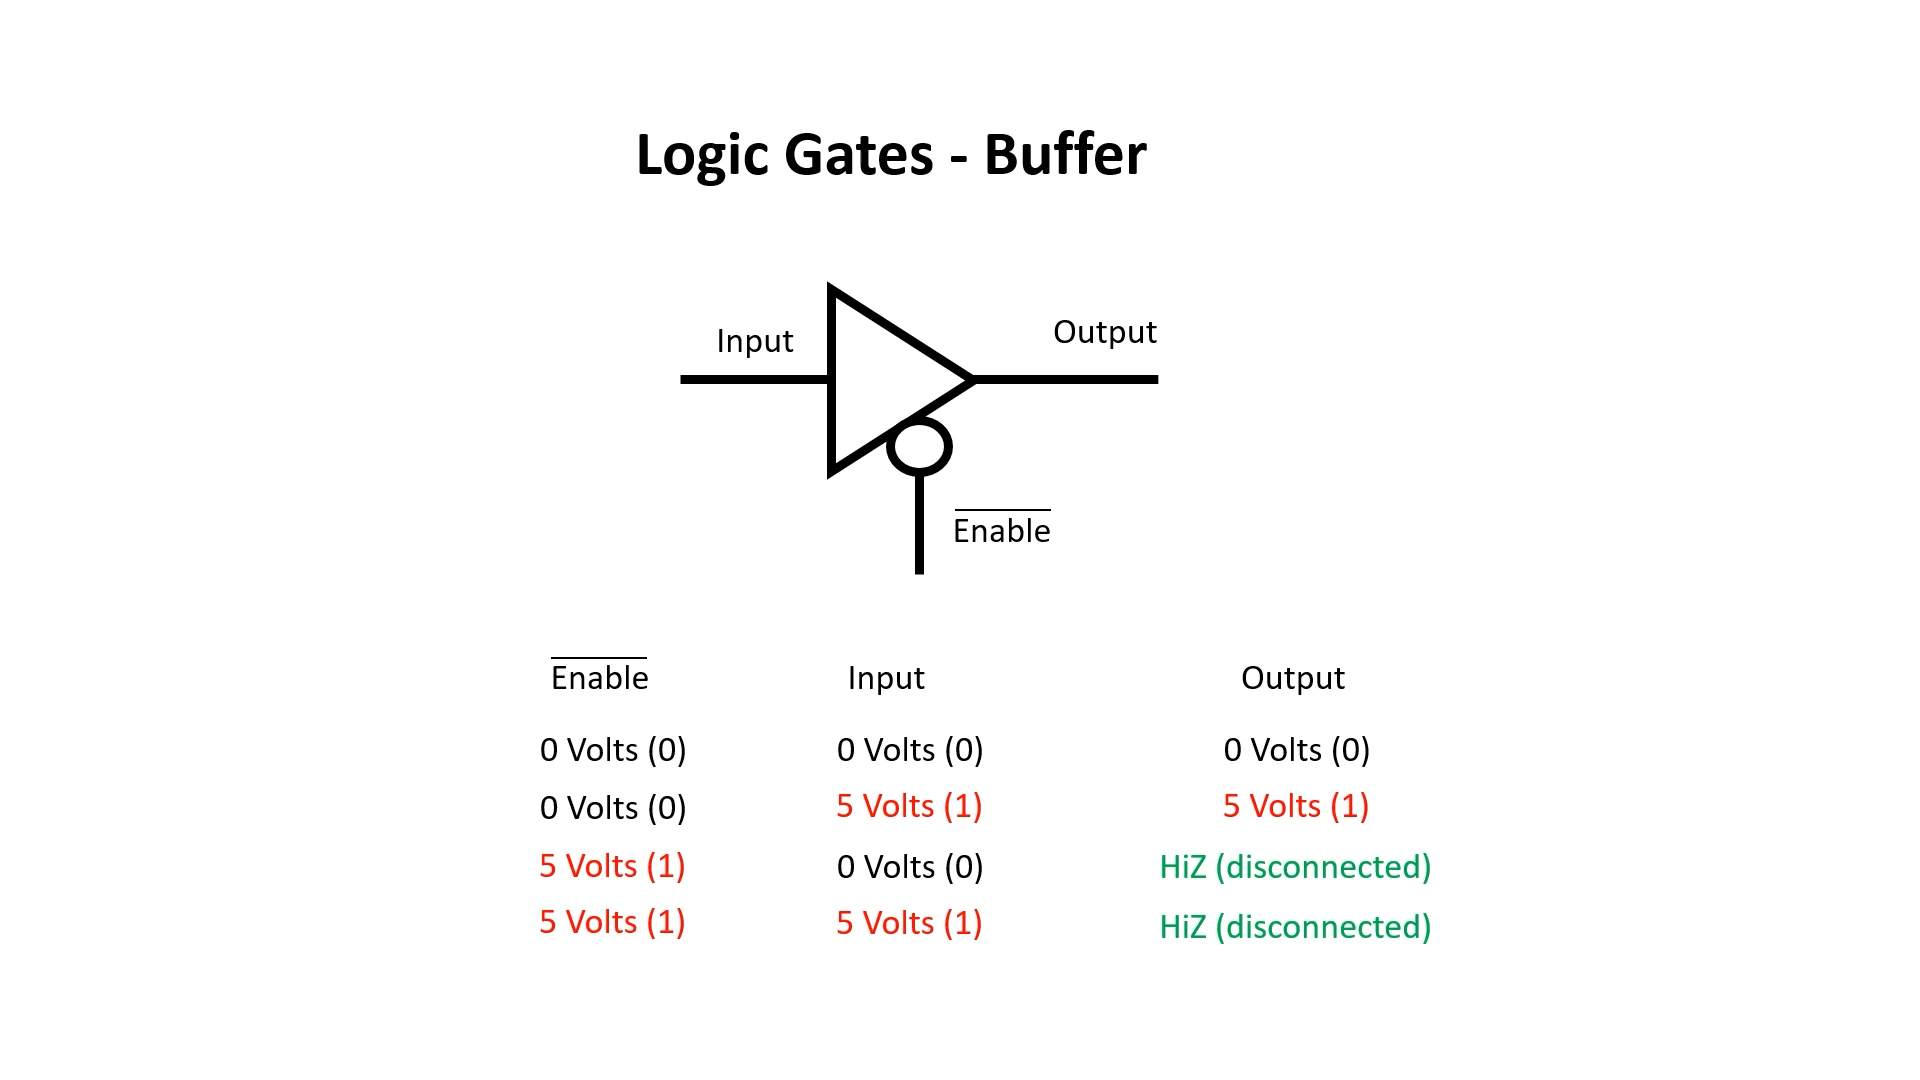 Logic Gates - Buffer
Input
Output
Enable
Enable Input Output
0 Volts (0) 0 Volts (0) 0 Volts (0)
0 Volts (0) 5 Volts (1) 5 Volts (1)
5 Volts (1) 0 Volts (0) HiZ (disconnected)
5 Volts (1) 5 Volts (1) HiZ (disconnected)